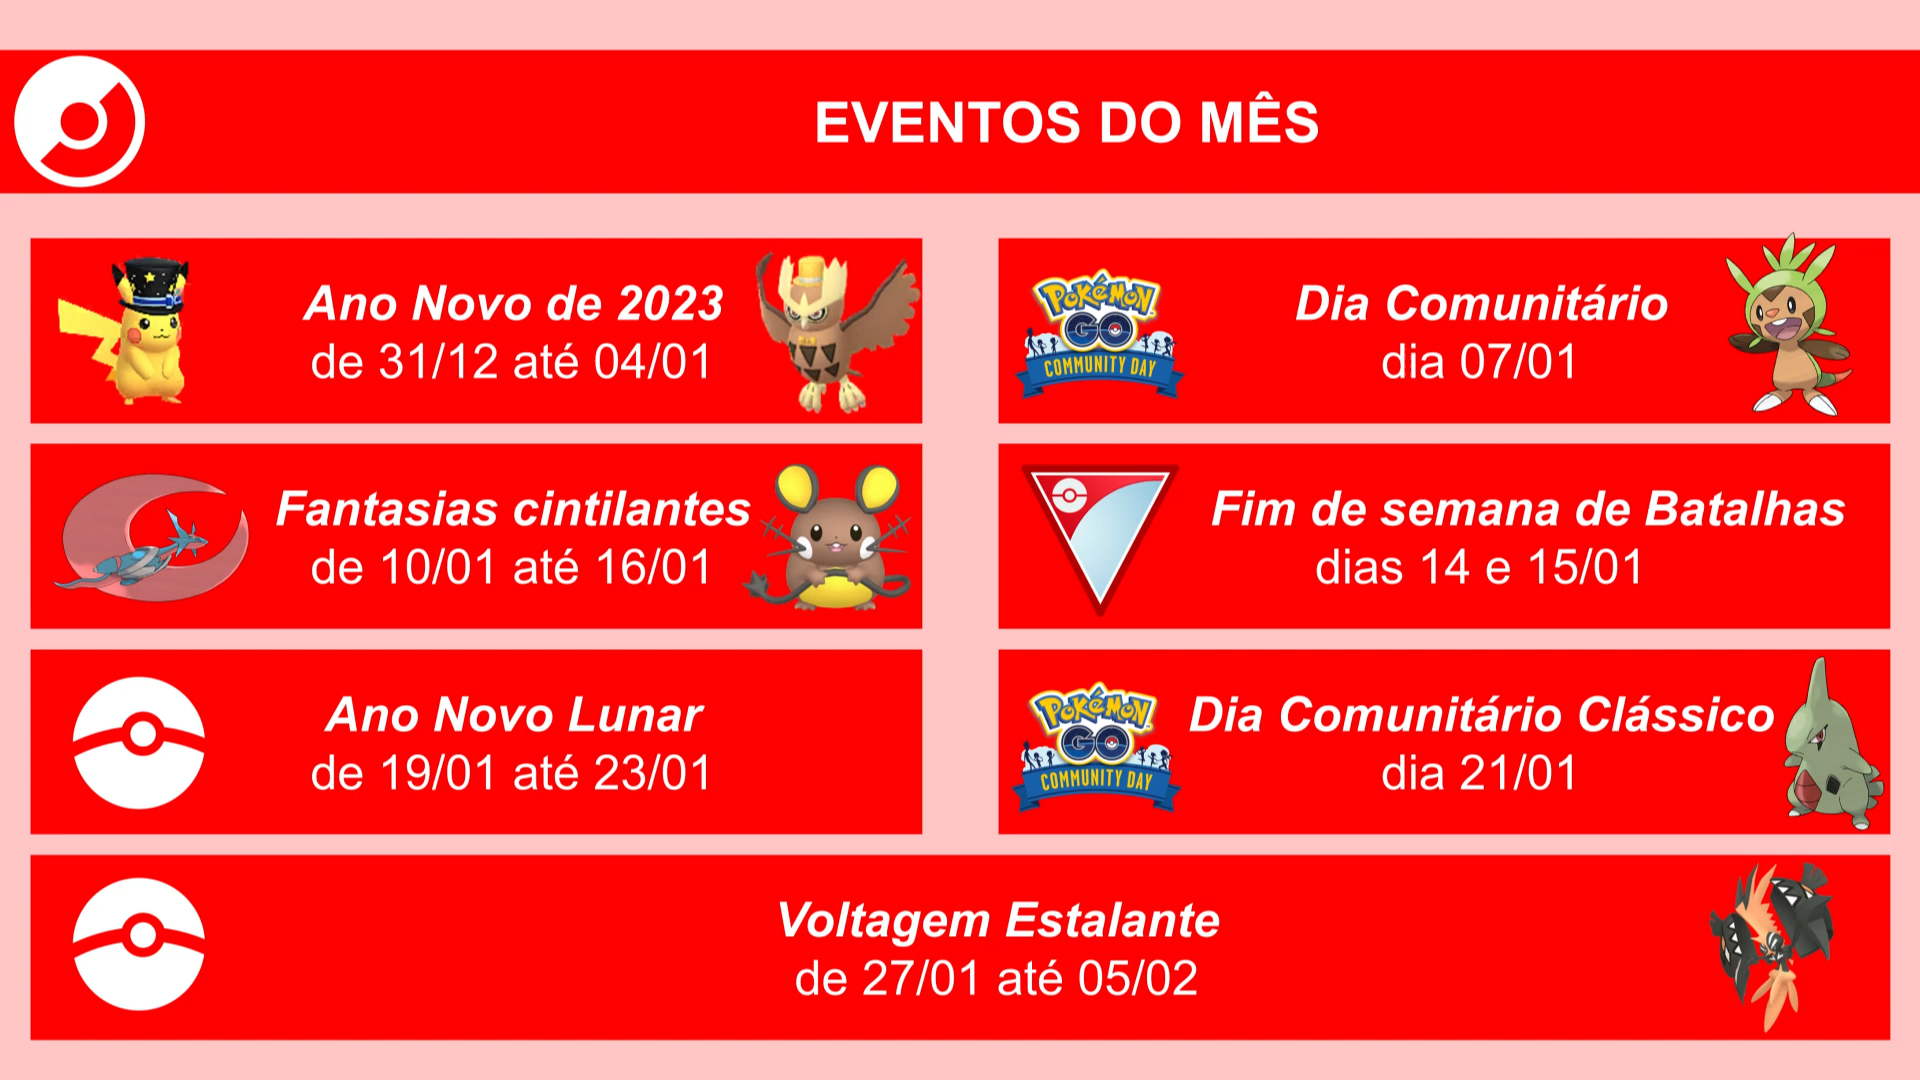 EVENTOS DO MÊS
Ano Novo de 2023
de 31/12 até 04/01
POKÉMON
GO
COMMUNITY DAY
Dia Comunitário
dia 07/01
Fantasias cintilantes
de 10/01 até 16/01
Fim de semana de Batalhas
dias 14 e 15/01
Ano Novo Lunar
de 19/01 até 23/01
POKÉMON
GO
COMMUNITY DAY
Dia Comunitário Clássico
dia 21/01
Voltagem Estalante
de 27/01 até 05/02